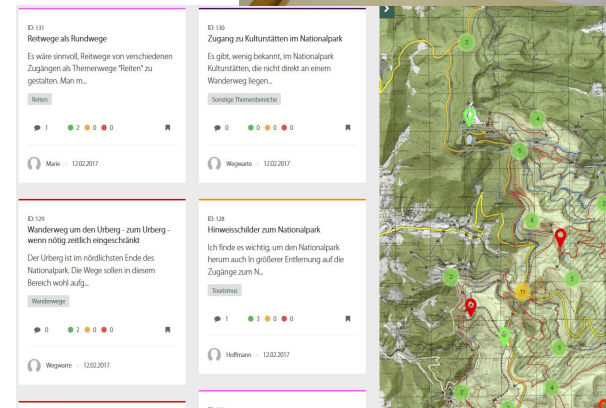 ID: 131
Reitwege als Rundwege
Es wäre sinnvoll, Reitwege von verschiedenen
Zugängen als Themenwege "Reiten" zu
gestalten. Man m...
Reiten
1 2 0 0
Marie - 12.02.2017
ID: 130
Zugang zu Kulturstätten im Nationalpark
Es gibt, wenig bekannt, im Nationalpark
Kulturstätten, die nicht direkt an einem
Wanderweg liegen...
Sonstige Themenbereiche
0 0 0 0
Wegwarte - 12.02.2017
ID: 129
Wanderweg um den Urberg - zum Urberg -
wenn nötig zeitlich eingeschränkt
Der Urberg ist im nördlichsten Ende des
Nationalpark. Die Wege sollen in diesem
Bereich wohl aufg...
Wanderwege
0 2 0 0
Wegwarte - 12.02.2017
ID: 128
Hinweisschilder zum Nationalpark
Ich finde es wichtig, um den Nationalpark
herum auch In größerer Entfernung auf die
Zugänge zum N...
Tourismus
1 3 0 0
Hoffmann - 12.02.2017
2
4
5
2
5
2
11
5
4
2